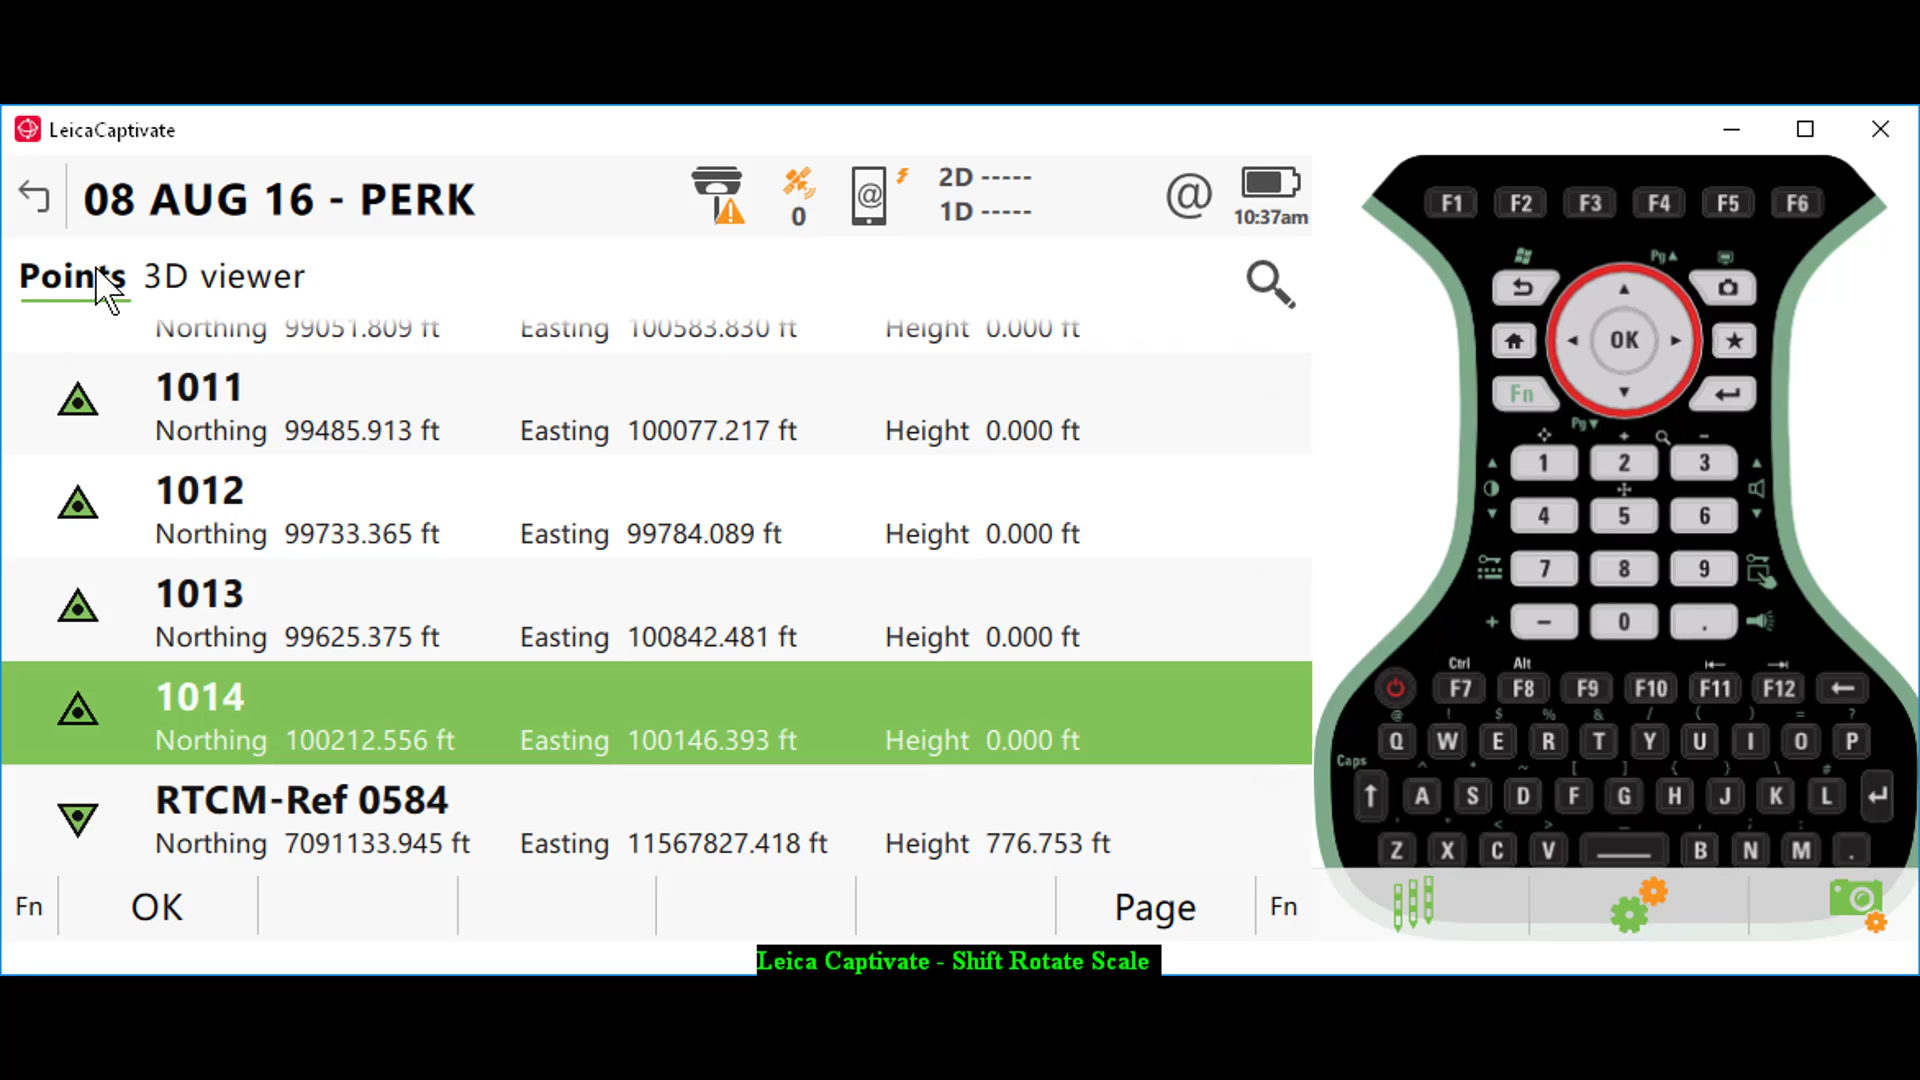 LeicaCaptivate
08 AUG 16 - PERK
0
@
2D -----
1D -----
@
10:37am
Points 3D viewer
Northing 99051.809 ft Easting 100583.830 ft Height 0.000 ft
1011
Northing 99485.913 ft Easting 100077.217 ft Height 0.000 ft
1012
Northing 99733.365 ft Easting 99784.089 ft Height 0.000 ft
1013
Northing 99625.375 ft Easting 100842.481 ft Height 0.000 ft
1014
Northing 100212.556 ft Easting 100146.393 ft Height 0.000 ft
RTCM-Ref 0584
Northing 7091133.945 ft Easting 11567827.418 ft Height 776.753 ft
Fn OK Page Fn
F1 F2 F3 F4 F5 F6
Pg
OK
Fn
Pg
+ -
1 2 3
4 5 6
7 8 9
+ - 0 .
Ctrl Alt
F7 F8 F9 F10 F11 F12
@ ! $ % & / ( ) = ?
Q W E R T Y U I O P
Caps
^ * ~ [ ] { } \ #
A S D F G H J K L
Z X C V B N M .
Leica Captivate - Shift Rotate Scale